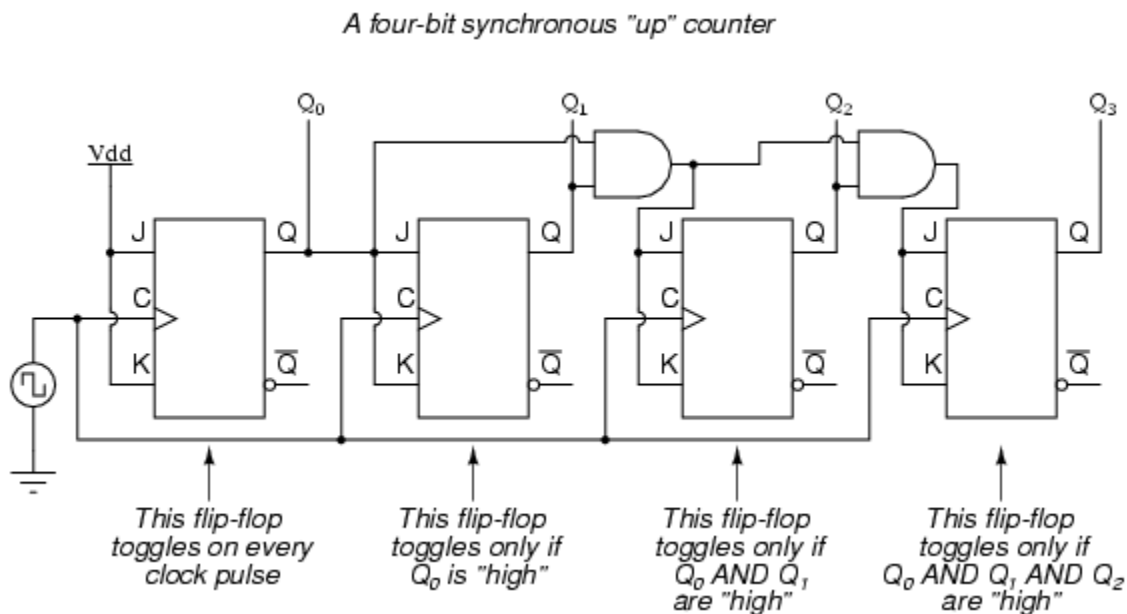 A four-bit synchronous "up" counter
Q0 Q1 Q2 Q3
Vdd
J Q J Q J Q J Q
C C C C
K Q̅ K Q̅ K Q̅ K Q̅
This flip-flop
toggles on every
clock pulse
This flip-flop
toggles only if
Q0 is "high"
This flip-flop
toggles only if
Q0 AND Q1
are "high"
This flip-flop
toggles only if
Q0 AND Q1 AND Q2
are "high"